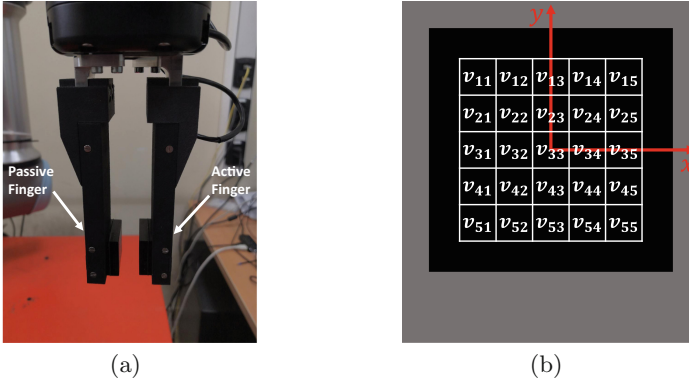 Passive
Finger
Active
Finger
(a)
y
v11 v12 v13 v14 v15
v21 v22 v23 v24 v25
v31 v32 v33 v34 v35
x
v41 v42 v43 v44 v45
v51 v52 v53 v54 v55
(b)